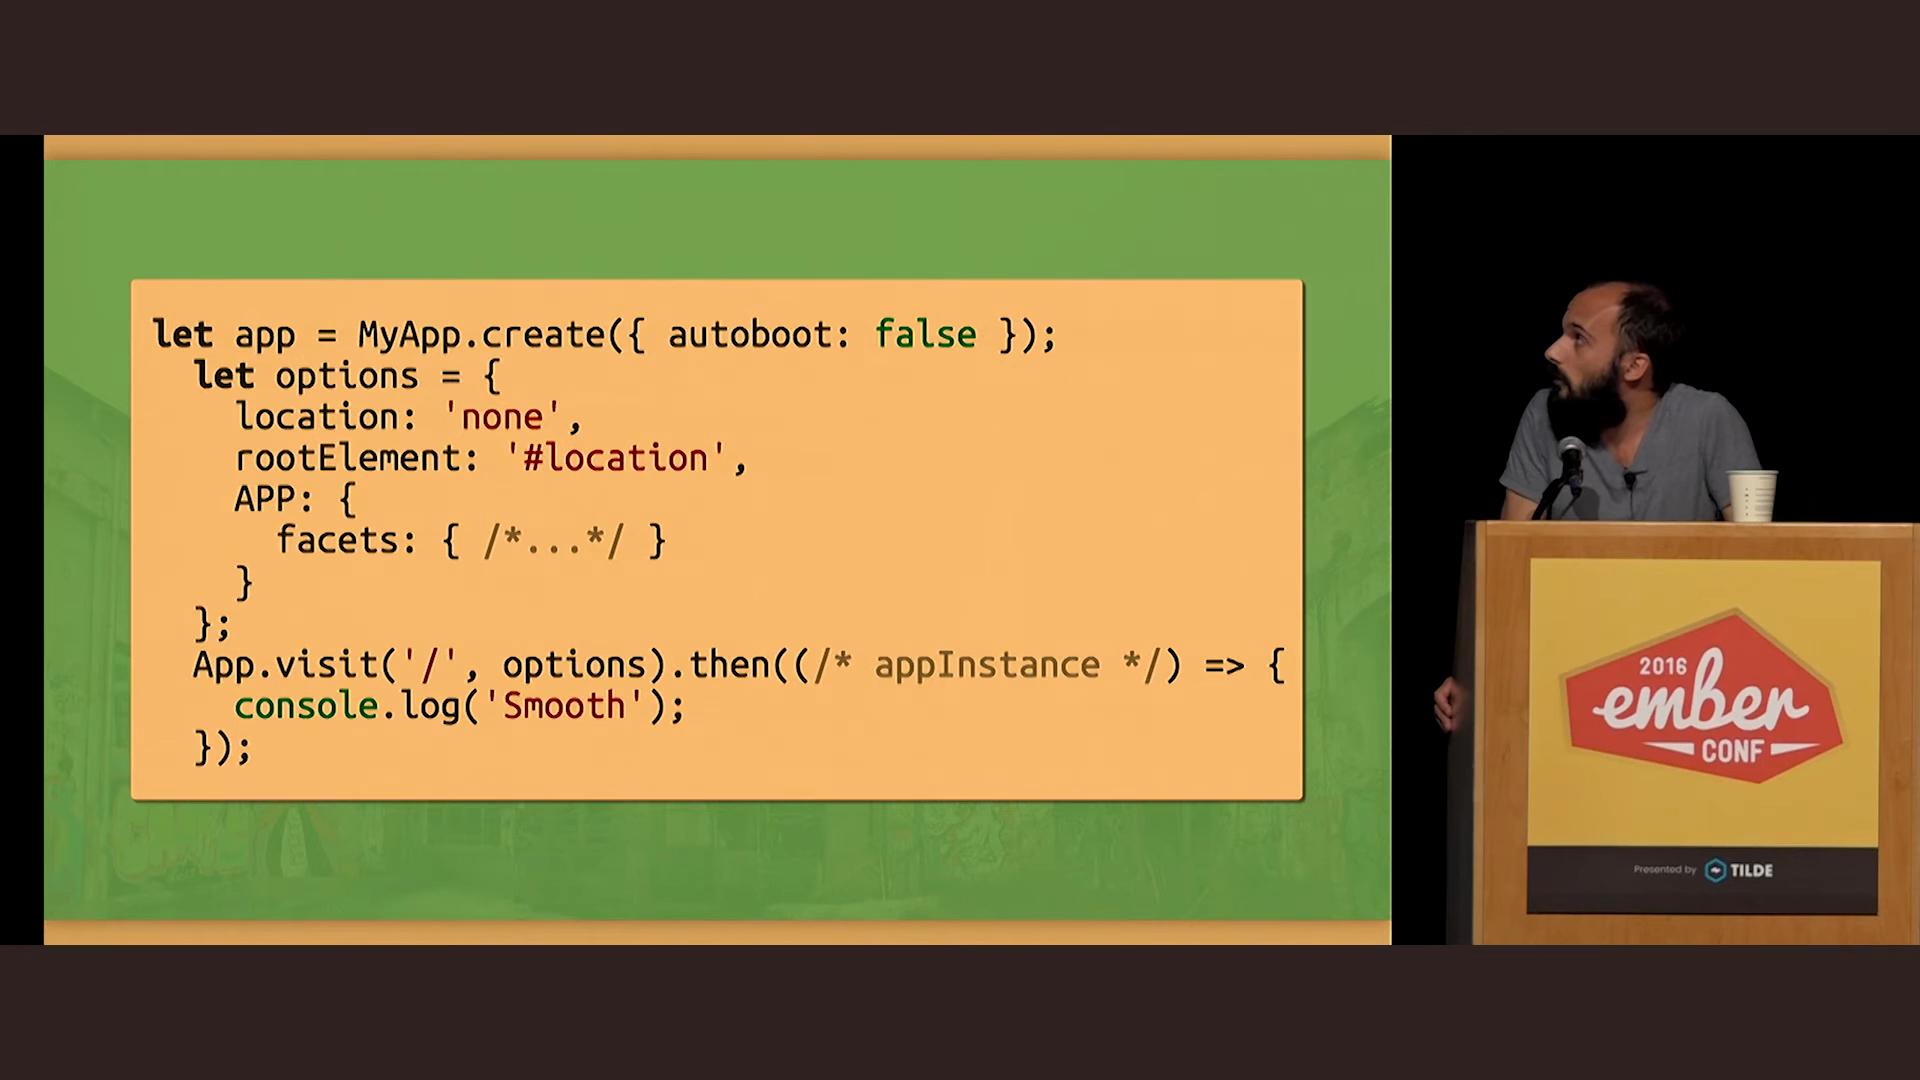 let app = MyApp.create({ autoboot: false });
  let options = {
    location: 'none',
    rootElement: '#location',
    APP: {
      facets: { /*...*/ }
    }
  };
  App.visit('/', options).then((/* appInstance */) => {
    console.log('Smooth');
  });
2016
ember
CONF
Presented by TILDE